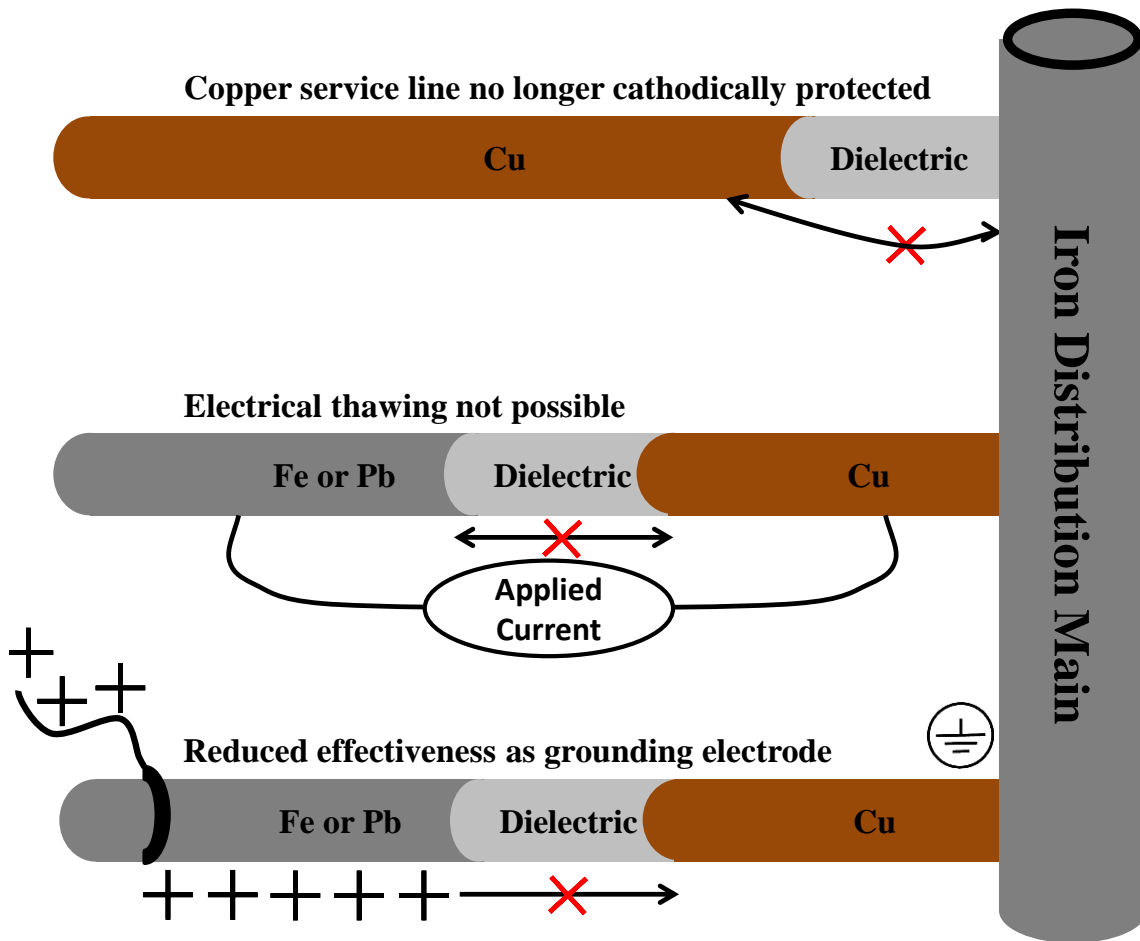 Copper service line no longer cathodically protected
Cu
Dielectric
Electrical thawing not possible
Fe or Pb
Dielectric
Cu
Applied
Current
Reduced effectiveness as grounding electrode
Fe or Pb
Dielectric
Cu
Iron Distribution Main